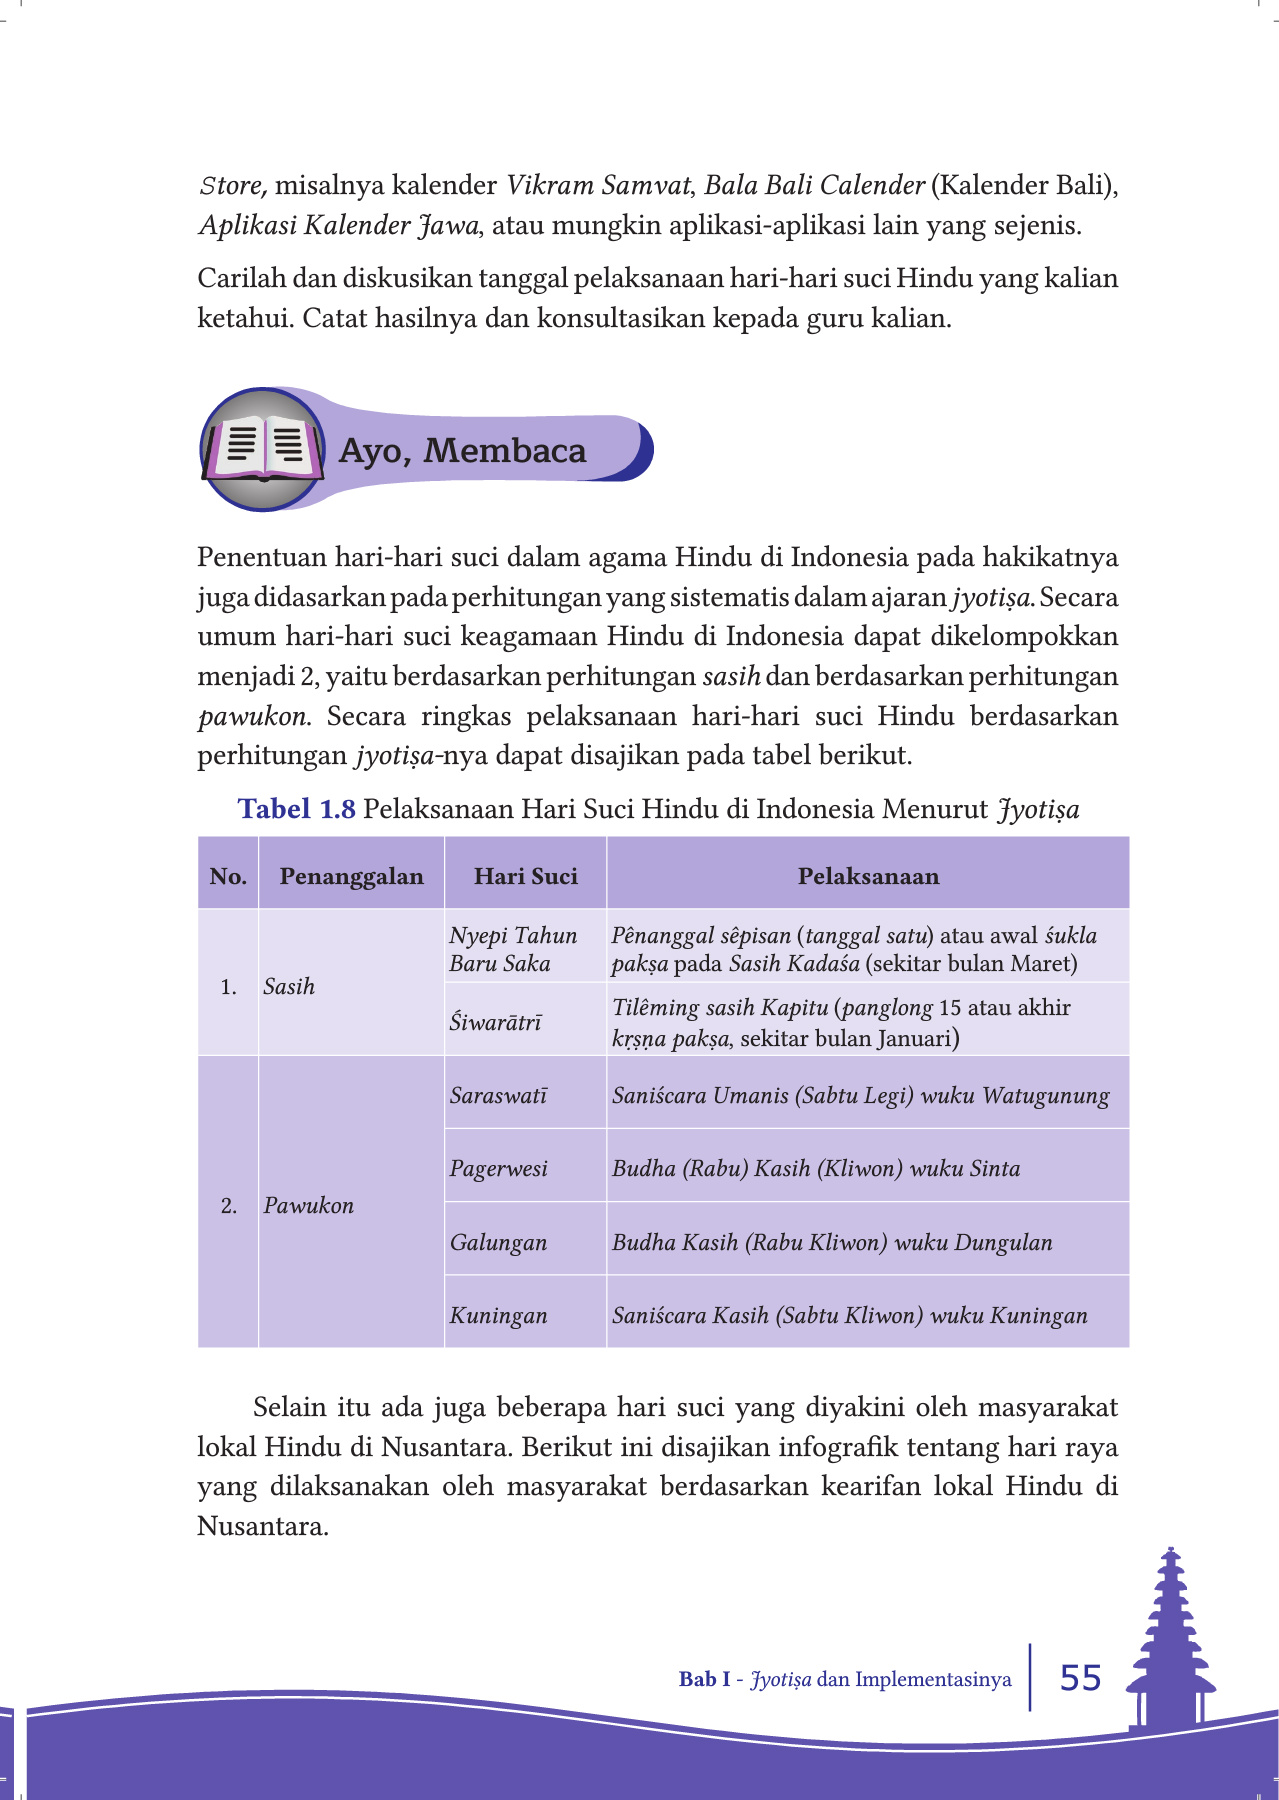 Store, misalnya kalender Vikram Samvat, Bala Bali Calender (Kalender Bali),
Aplikasi Kalender Jawa, atau mungkin aplikasi-aplikasi lain yang sejenis.
Carilah dan diskusikan tanggal pelaksanaan hari-hari suci Hindu yang kalian
ketahui. Catat hasilnya dan konsultasikan kepada guru kalian.
Ayo, Membaca
Penentuan hari-hari suci dalam agama Hindu di Indonesia pada hakikatnya
juga didasarkan pada perhitungan yang sistematis dalam ajaran jyotiṣa. Secara
umum hari-hari suci keagamaan Hindu di Indonesia dapat dikelompokkan
menjadi 2, yaitu berdasarkan perhitungan sasih dan berdasarkan perhitungan
pawukon. Secara ringkas pelaksanaan hari-hari suci Hindu berdasarkan
perhitungan jyotiṣa-nya dapat disajikan pada tabel berikut.
Tabel 1.8 Pelaksanaan Hari Suci Hindu di Indonesia Menurut Jyotiṣa
No. Penanggalan Hari Suci Pelaksanaan
1. Sasih
Nyepi Tahun
Baru Saka
Pênanggal sêpisan (tanggal satu) atau awal śukla
pakṣa pada Sasih Kadaśa (sekitar bulan Maret)
Śiwarātrī
Tilêming sasih Kapitu (panglong 15 atau akhir
kṛṣṇa pakṣa, sekitar bulan Januari)
2. Pawukon
Saraswatī Saniścara Umanis (Sabtu Legi) wuku Watugunung
Pagerwesi Budha (Rabu) Kasih (Kliwon) wuku Sinta
Galungan Budha Kasih (Rabu Kliwon) wuku Dungulan
Kuningan Saniścara Kasih (Sabtu Kliwon) wuku Kuningan
Selain itu ada juga beberapa hari suci yang diyakini oleh masyarakat
lokal Hindu di Nusantara. Berikut ini disajikan infografik tentang hari raya
yang dilaksanakan oleh masyarakat berdasarkan kearifan lokal Hindu di
Nusantara.
Bab I - Jyotiṣa dan Implementasinya 55